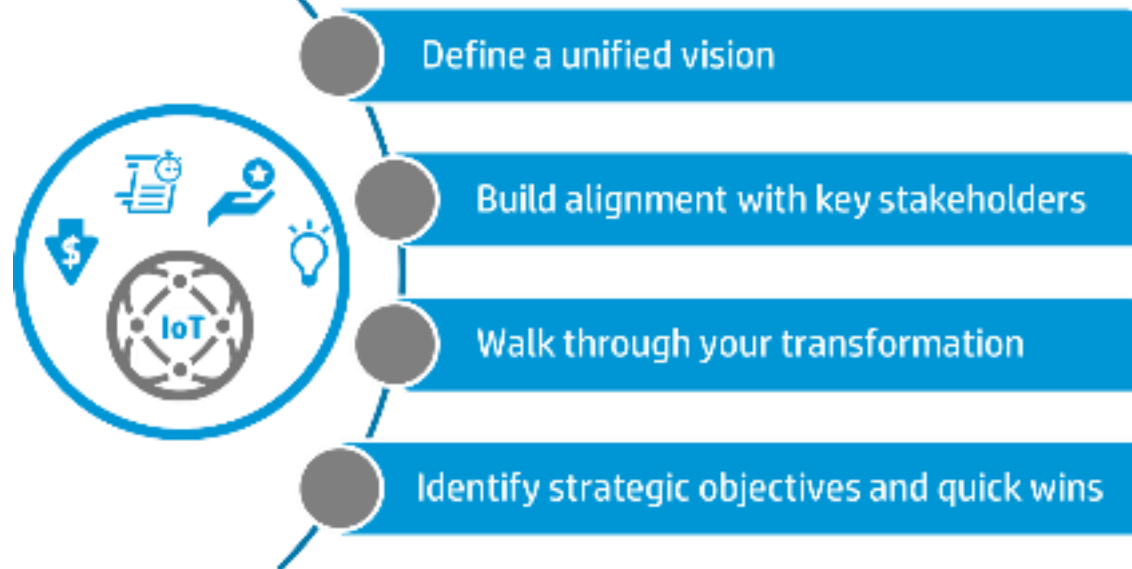 Define a unified vision
Build alignment with key stakeholders
$
IoT
Walk through your transformation
Identify strategic objectives and quick wins